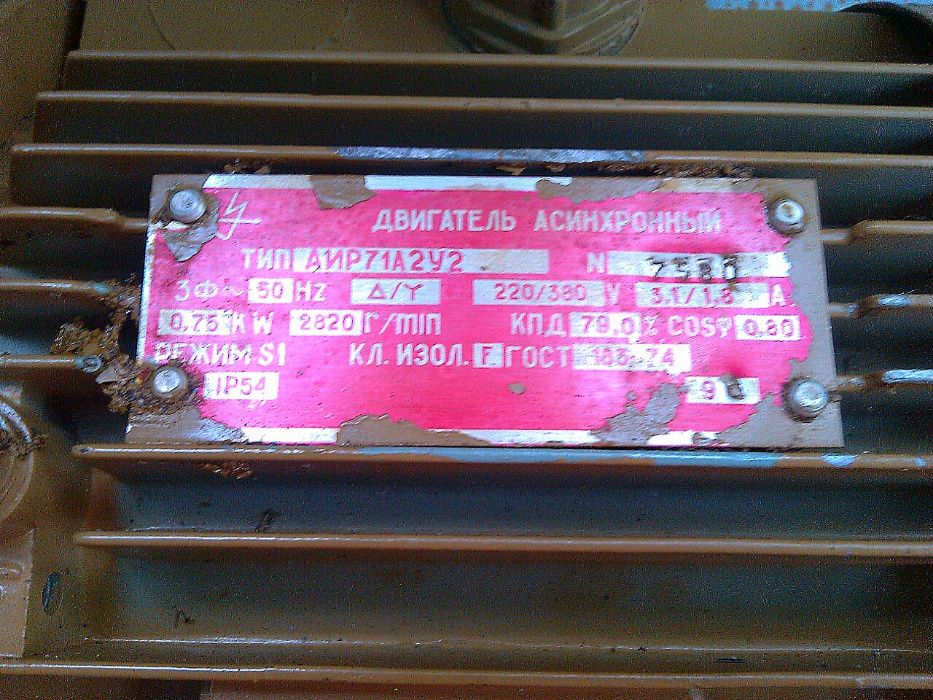 ДВИГАТЕЛЬ АСИНХРОННЫЙ
ТИП АИР71А2У2 N
3Ф~ 50 Hz Δ/Y 220/380 V 3.1/1,8 A.
0.75 KW 2820 Г/min КПД 79.0 % COSφ 0,80
РЕЖИМ S1 КЛ. ИЗОЛ. F ГОСТ
IP54